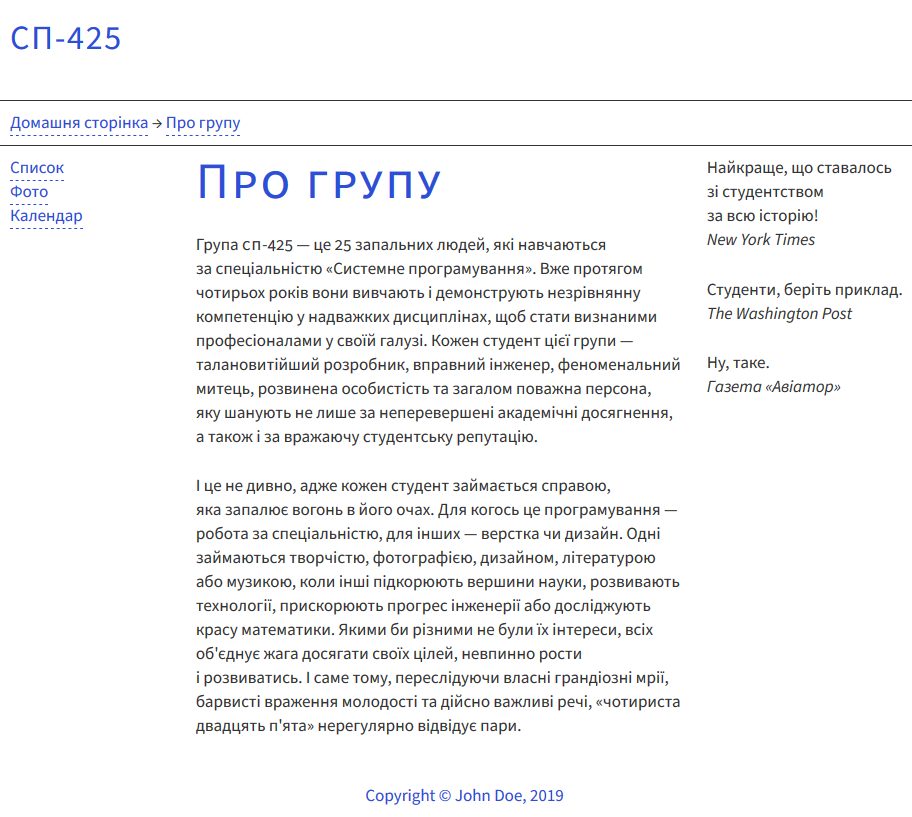 СП-425
Домашня сторінка → Про групу
Список
Фото
Календар
Про групу
Група СП-425 — це 25 запальних людей, які навчаються
за спеціальністю «Системне програмування». Вже протягом
чотирьох років вони вивчають і демонструють незрівнянну
компетенцію у надважких дисциплінах, щоб стати визнаними
професіоналами у своїй галузі. Кожен студент цієї групи —
талановитійший розробник, вправний інженер, феноменальний
митець, розвинена особистість та загалом поважна персона,
яку шанують не лише за неперевершені академічні досягнення,
а також і за вражаючу студентську репутацію.
І це не дивно, адже кожен студент займається справою,
яка запалює вогонь в його очах. Для когось це програмування —
робота за спеціальністю, для інших — верстка чи дизайн. Одні
займаються творчістю, фотографією, дизайном, літературою
або музикою, коли інші підкорюють вершини науки, розвивають
технології, прискорюють прогрес інженерії або досліджують
красу математики. Якими би різними не були їх інтереси, всіх
об'єднує жага досягати своїх цілей, невпинно рости
і розвиватись. І саме тому, переслідуючи власні грандіозні мрії,
барвисті враження молодості та дійсно важливі речі, «чотириста
двадцять п'ята» нерегулярно відвідує пари.
Найкраще, що ставалось
зі студентством
за всю історію!
New York Times
Студенти, беріть приклад.
The Washington Post
Ну, таке.
Газета «Авіатор»
Copyright © John Doe, 2019